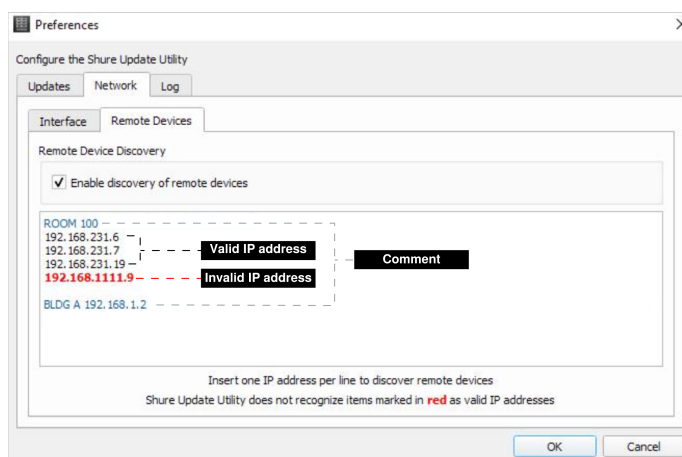 Preferences
Configure the Shure Update Utility
Updates Network Log
Interface Remote Devices
Remote Device Discovery
Enable discovery of remote devices
ROOM 100
192.168.231.6
192.168.231.7
192.168.231.19
192.168.1111.9
BLDG A 192.168.1.2
Valid IP address
Invalid IP address
Comment
Insert one IP address per line to discover remote devices
Shure Update Utility does not recognize items marked in red as valid IP addresses
OK Cancel